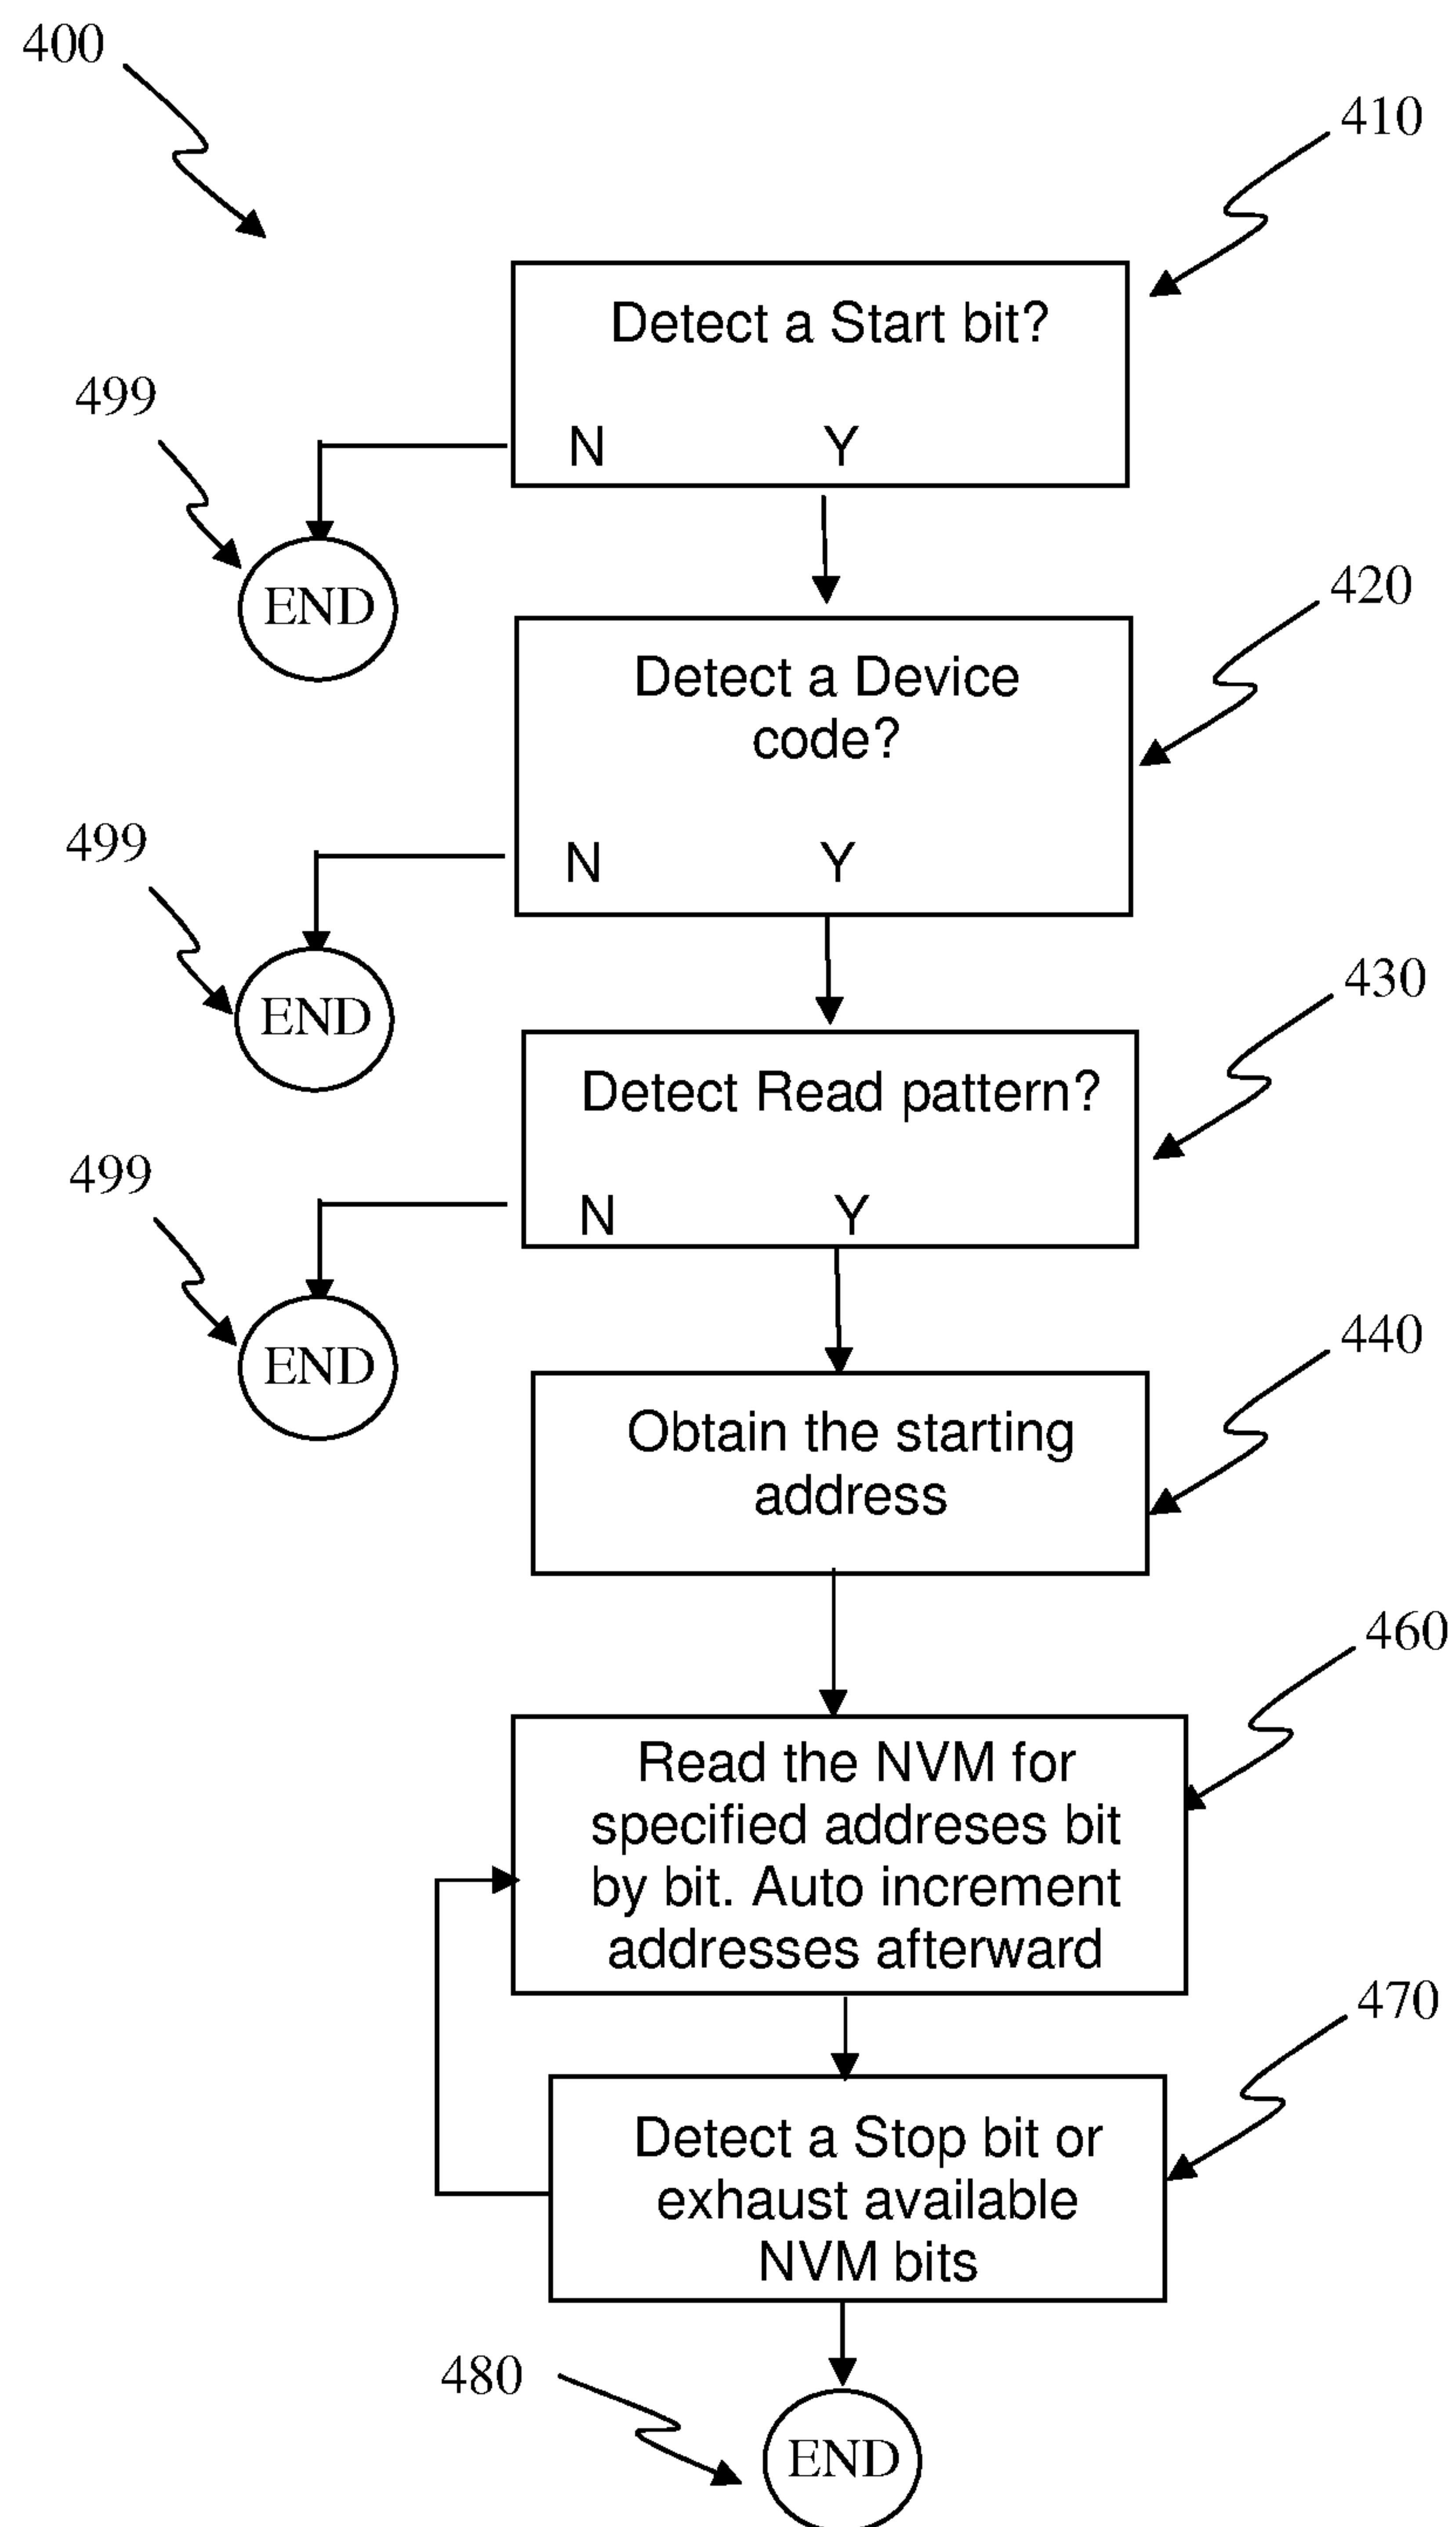 400
410
Detect a Start bit?
499
N Y
END
420
Detect a Device
code?
499
N Y
END
430
Detect Read pattern?
499
N Y
END
440
Obtain the starting
address
460
Read the NVM for
specified addreses bit
by bit. Auto increment
addresses afterward
470
Detect a Stop bit or
exhaust available
NVM bits
480
END